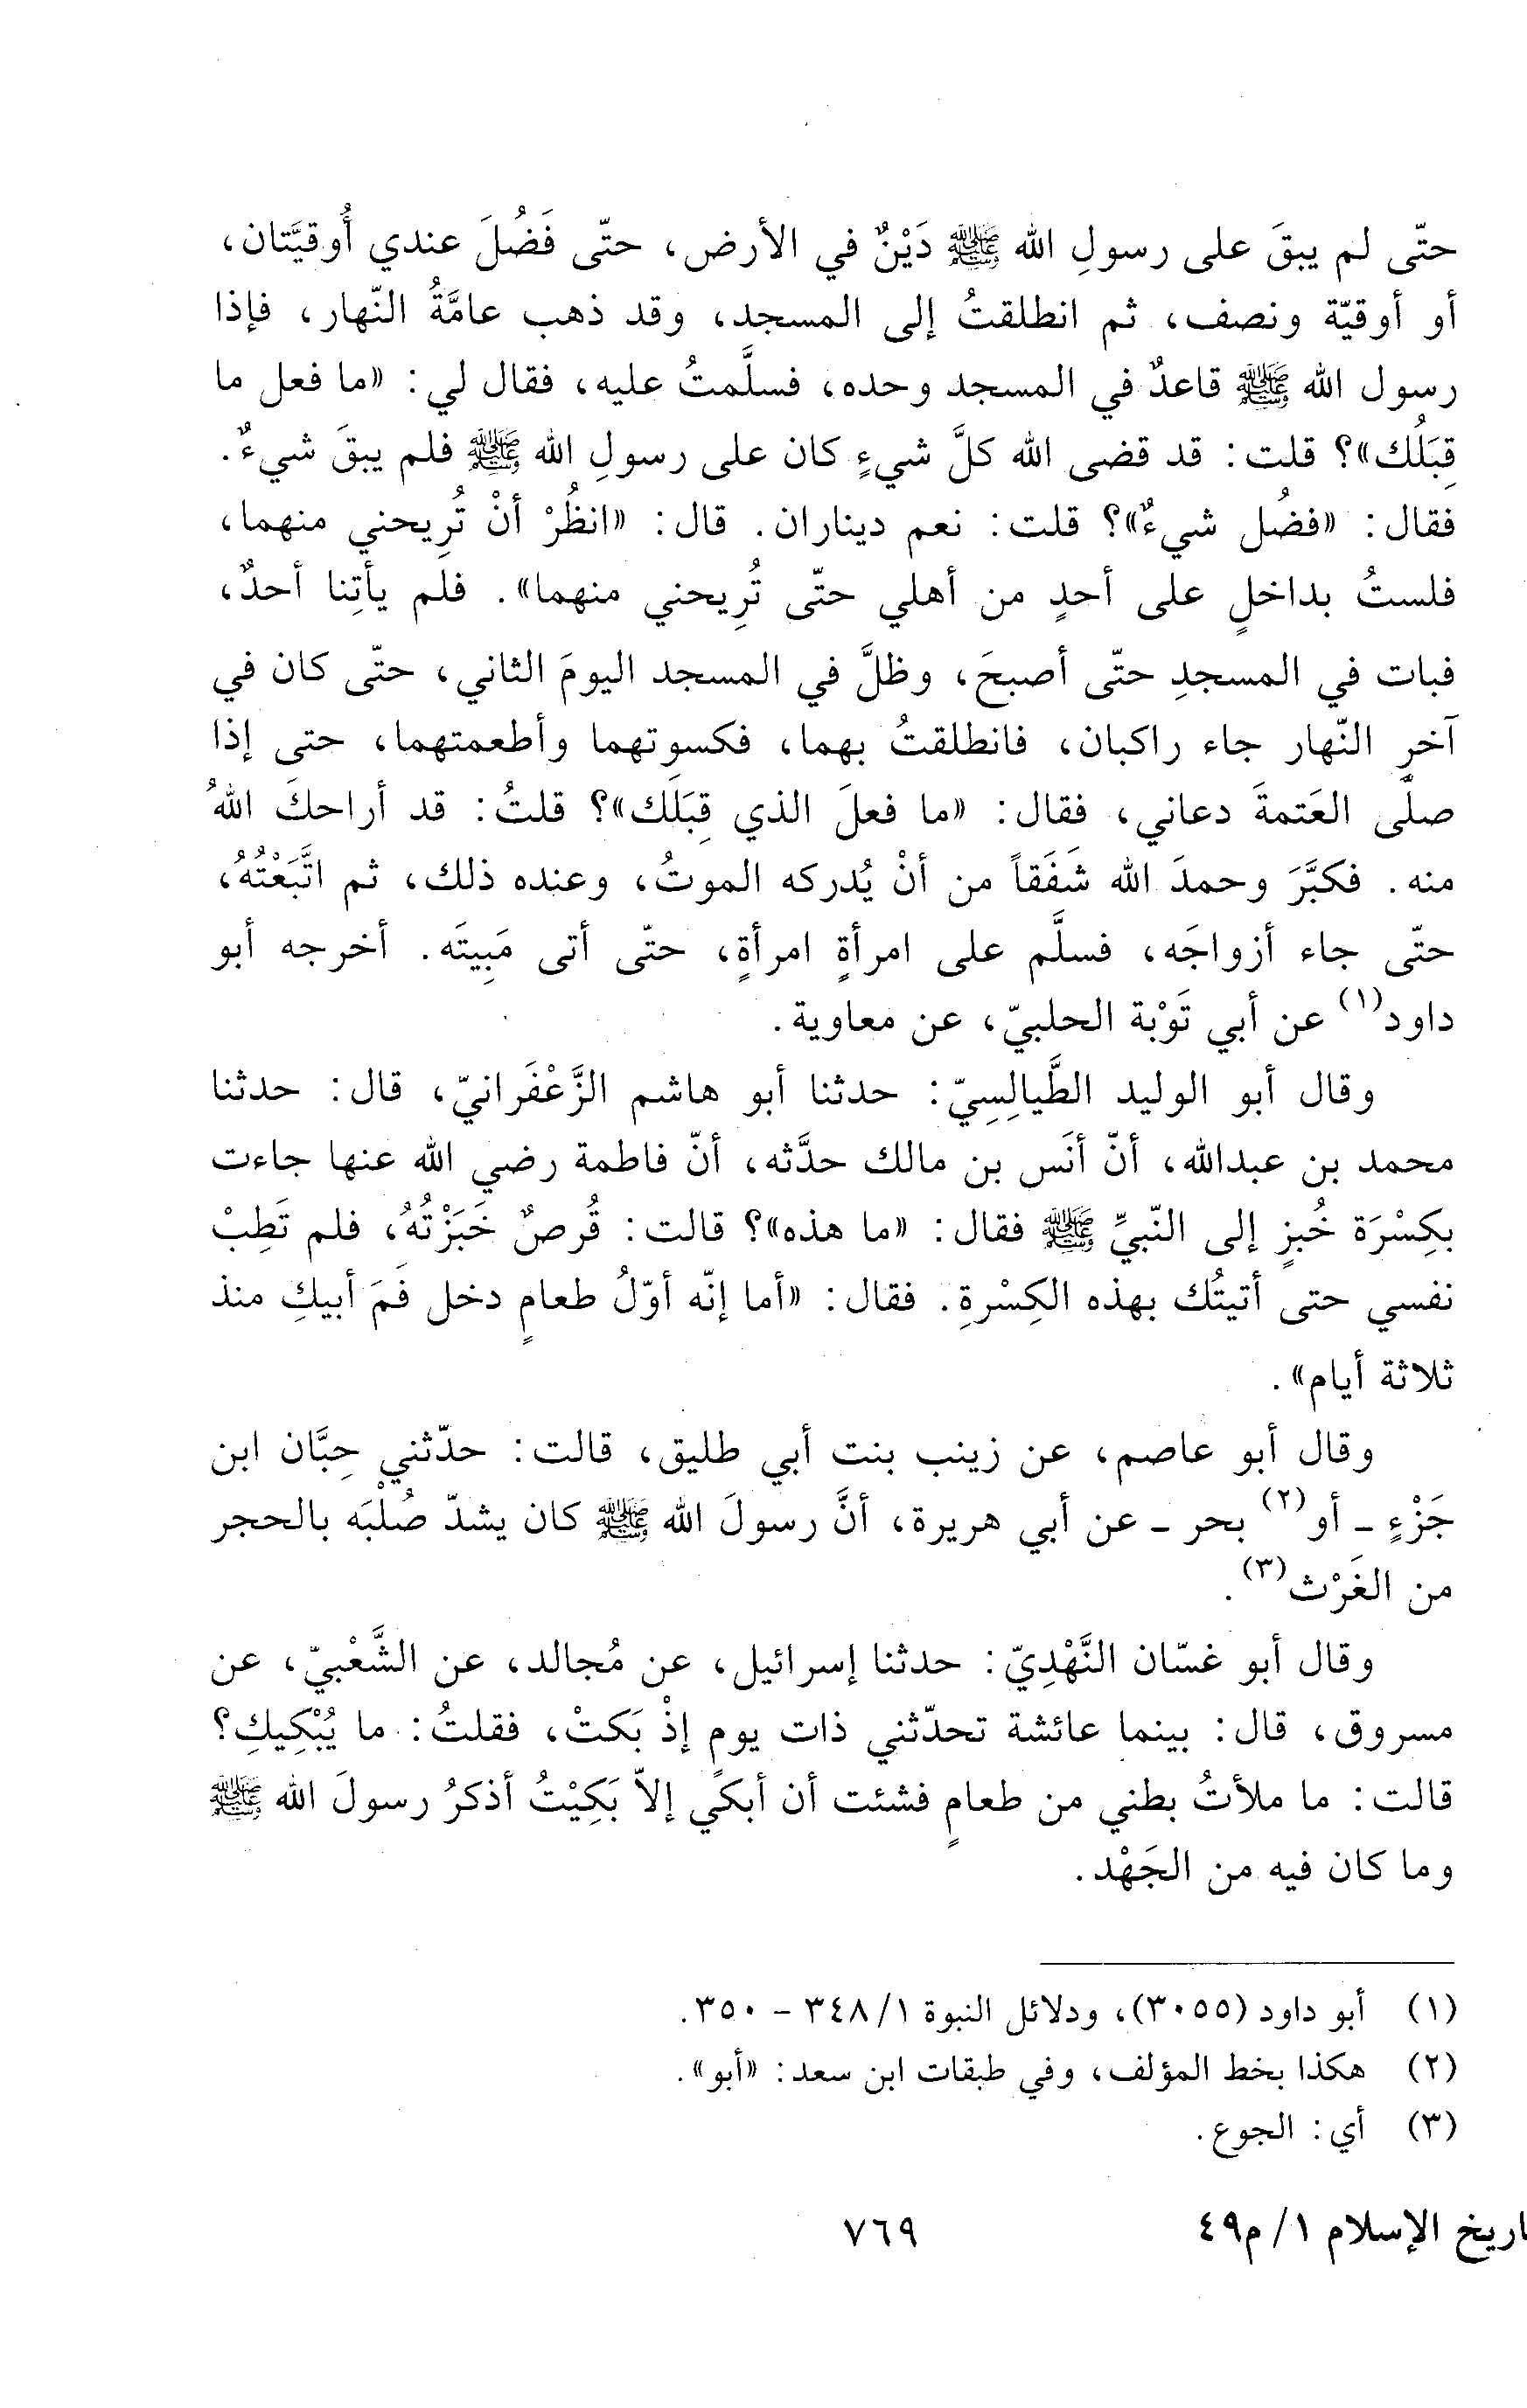 حتّى لم يبقَ على رسولِ الله ﷺ دَيْنٌ في الأرض، حتّى فَضُلَ عندي أُوقيَّتان،
أو أوقيّة ونصف، ثم انطلقتُ إلى المسجد، وقد ذهب عامَّةُ النّهار، فإذا
رسول الله ﷺ قاعدٌ في المسجد وحده، فسلَّمتُ عليه، فقال لي: «ما فعل ما
قِبَلُك»؟ قلت: قد قضى الله كلَّ شيءٍ كان على رسولِ الله ﷺ فلم يبقَ شيءٌ.
فقال: «فضُل شيءٌ»؟ قلت: نعم ديناران. قال: «انظُرْ أنْ تُرِيحني منهما،
فلستُ بداخلٍ على أحدٍ من أهلي حتّى تُرِيحني منهما». فلم يأتِنا أحدٌ،
فبات في المسجدِ حتّى أصبحَ، وظلَّ في المسجد اليومَ الثاني، حتّى كان في
آخر النّهار جاء راكبان، فانطلقتُ بهما، فكسوتهما وأطعمتهما، حتى إذا
صلّى العَتمةَ دعاني، فقال: «ما فعلَ الذي قِبَلَك»؟ قلتُ: قد أراحكَ اللهُ
منه. فكبَّرَ وحمدَ الله شَفَقاً من أنْ يُدركه الموتُ، وعنده ذلك، ثم اتَّبَعْتُهُ،
حتّى جاء أزواجَه، فسلَّم على امرأةٍ امرأةٍ، حتّى أتى مَبِيتَه. أخرجه أبو
داود(١) عن أبي تَوْبة الحلبيّ، عن معاوية.
وقال أبو الوليد الطَّيالِسِيّ: حدثنا أبو هاشم الزَّعْفَرانيّ، قال: حدثنا
محمد بن عبدالله، أنّ أنَس بن مالك حدَّثه، أنّ فاطمة رضي الله عنها جاءت
بكِسْرَة خُبزٍ إلى النّبيِّ ﷺ فقال: «ما هذه»؟ قالت: قُرصٌ خَبَزْتُهُ، فلم تَطِبْ
نفسي حتى أتيتُك بهذه الكِسْرةِ. فقال: «أما إنّه أوّلُ طعامٍ دخل فَمَ أبيكِ منذ
ثلاثة أيام».
وقال أبو عاصم، عن زينب بنت أبي طليق، قالت: حدّثني حِبَّان ابن
جَزْءٍ ـ أو(٢) بحر ـ عن أبي هريرة، أنَّ رسولَ الله ﷺ كان يشدّ صُلْبَه بالحجر
من الغَرْث(٣).
وقال أبو غسّان النَّهْدِيّ: حدثنا إسرائيل، عن مُجالد، عن الشَّعْبيّ، عن
مسروق، قال: بينما عائشة تحدّثني ذات يومٍ إذْ بَكتْ، فقلتُ: ما يُبْكِيكِ؟
قالت: ما ملأتُ بطني من طعامٍ فشئت أن أبكي إلاّ بَكِيْتُ أذكرُ رسولَ الله ﷺ
وما كان فيه من الجَهْد.
(١) أبو داود (٣٠٥٥)، ودلائل النبوة ١/ ٣٤٨ - ٣٥٠.
(٢) هكذا بخط المؤلف، وفي طبقات ابن سعد: «أبو».
(٣) أي: الجوع.
اريخ الإسلام ١/ م٤٩
٧٦٩